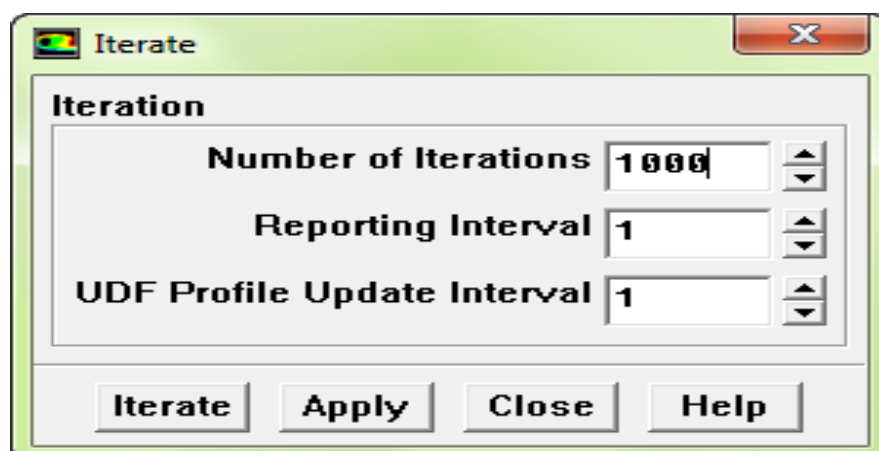 Iterate
Iteration
Number of Iterations 1000
Reporting Interval 1
UDF Profile Update Interval 1
Iterate Apply Close Help